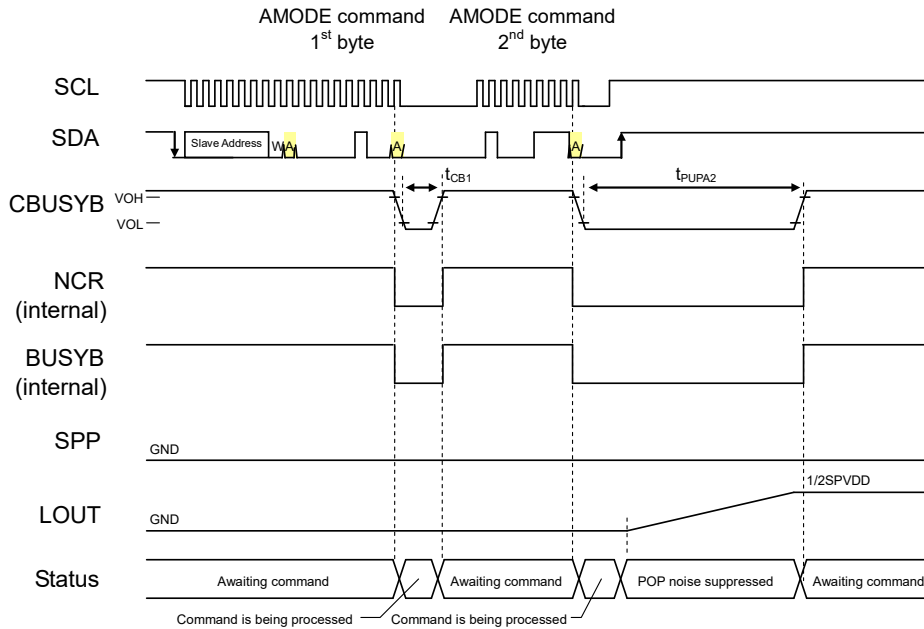 AMODE command
1st byte
AMODE command
2nd byte
SCL
SDA
Slave Address
W
A
A
A
tCB1
tPUPA2
CBUSYB
VOH
VOL
NCR
(internal)
BUSYB
(internal)
SPP
GND
1/2SPVDD
LOUT
GND
Status
Awaiting command
Awaiting command
POP noise suppressed
Awaiting command
Command is being processed
Command is being processed